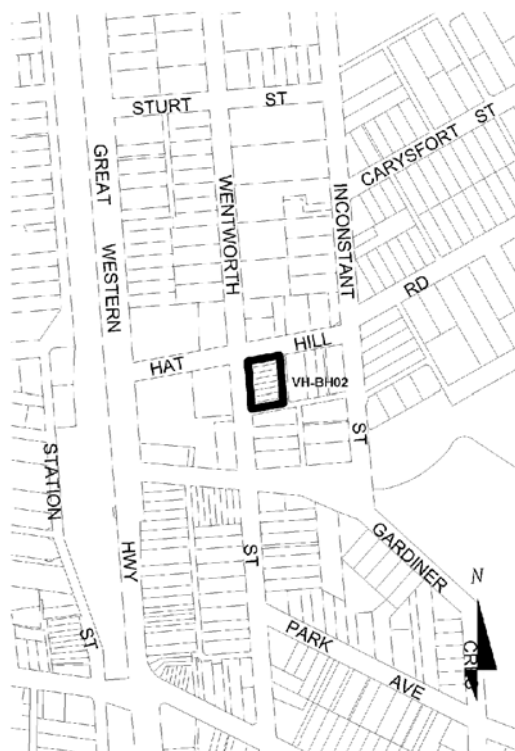 STURT ST
CARYSFORT ST
GREAT WESTERN HWY
WENTWORTH ST
INCONSTANT ST
HAT HILL RD
VH-BH02
STATION ST
GARDINER CRES
N
PARK AVE